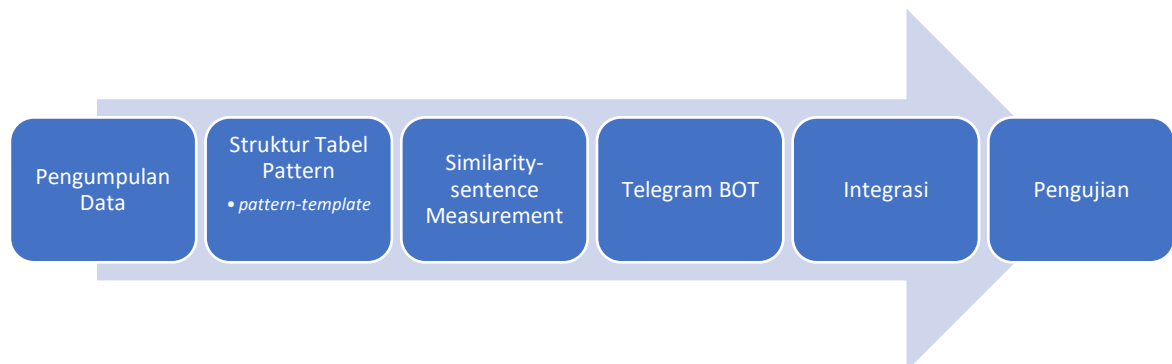 Pengumpulan
Data
Struktur Tabel
Pattern
• pattern-template
Similarity-
sentence
Measurement
Telegram BOT
Integrasi
Pengujian